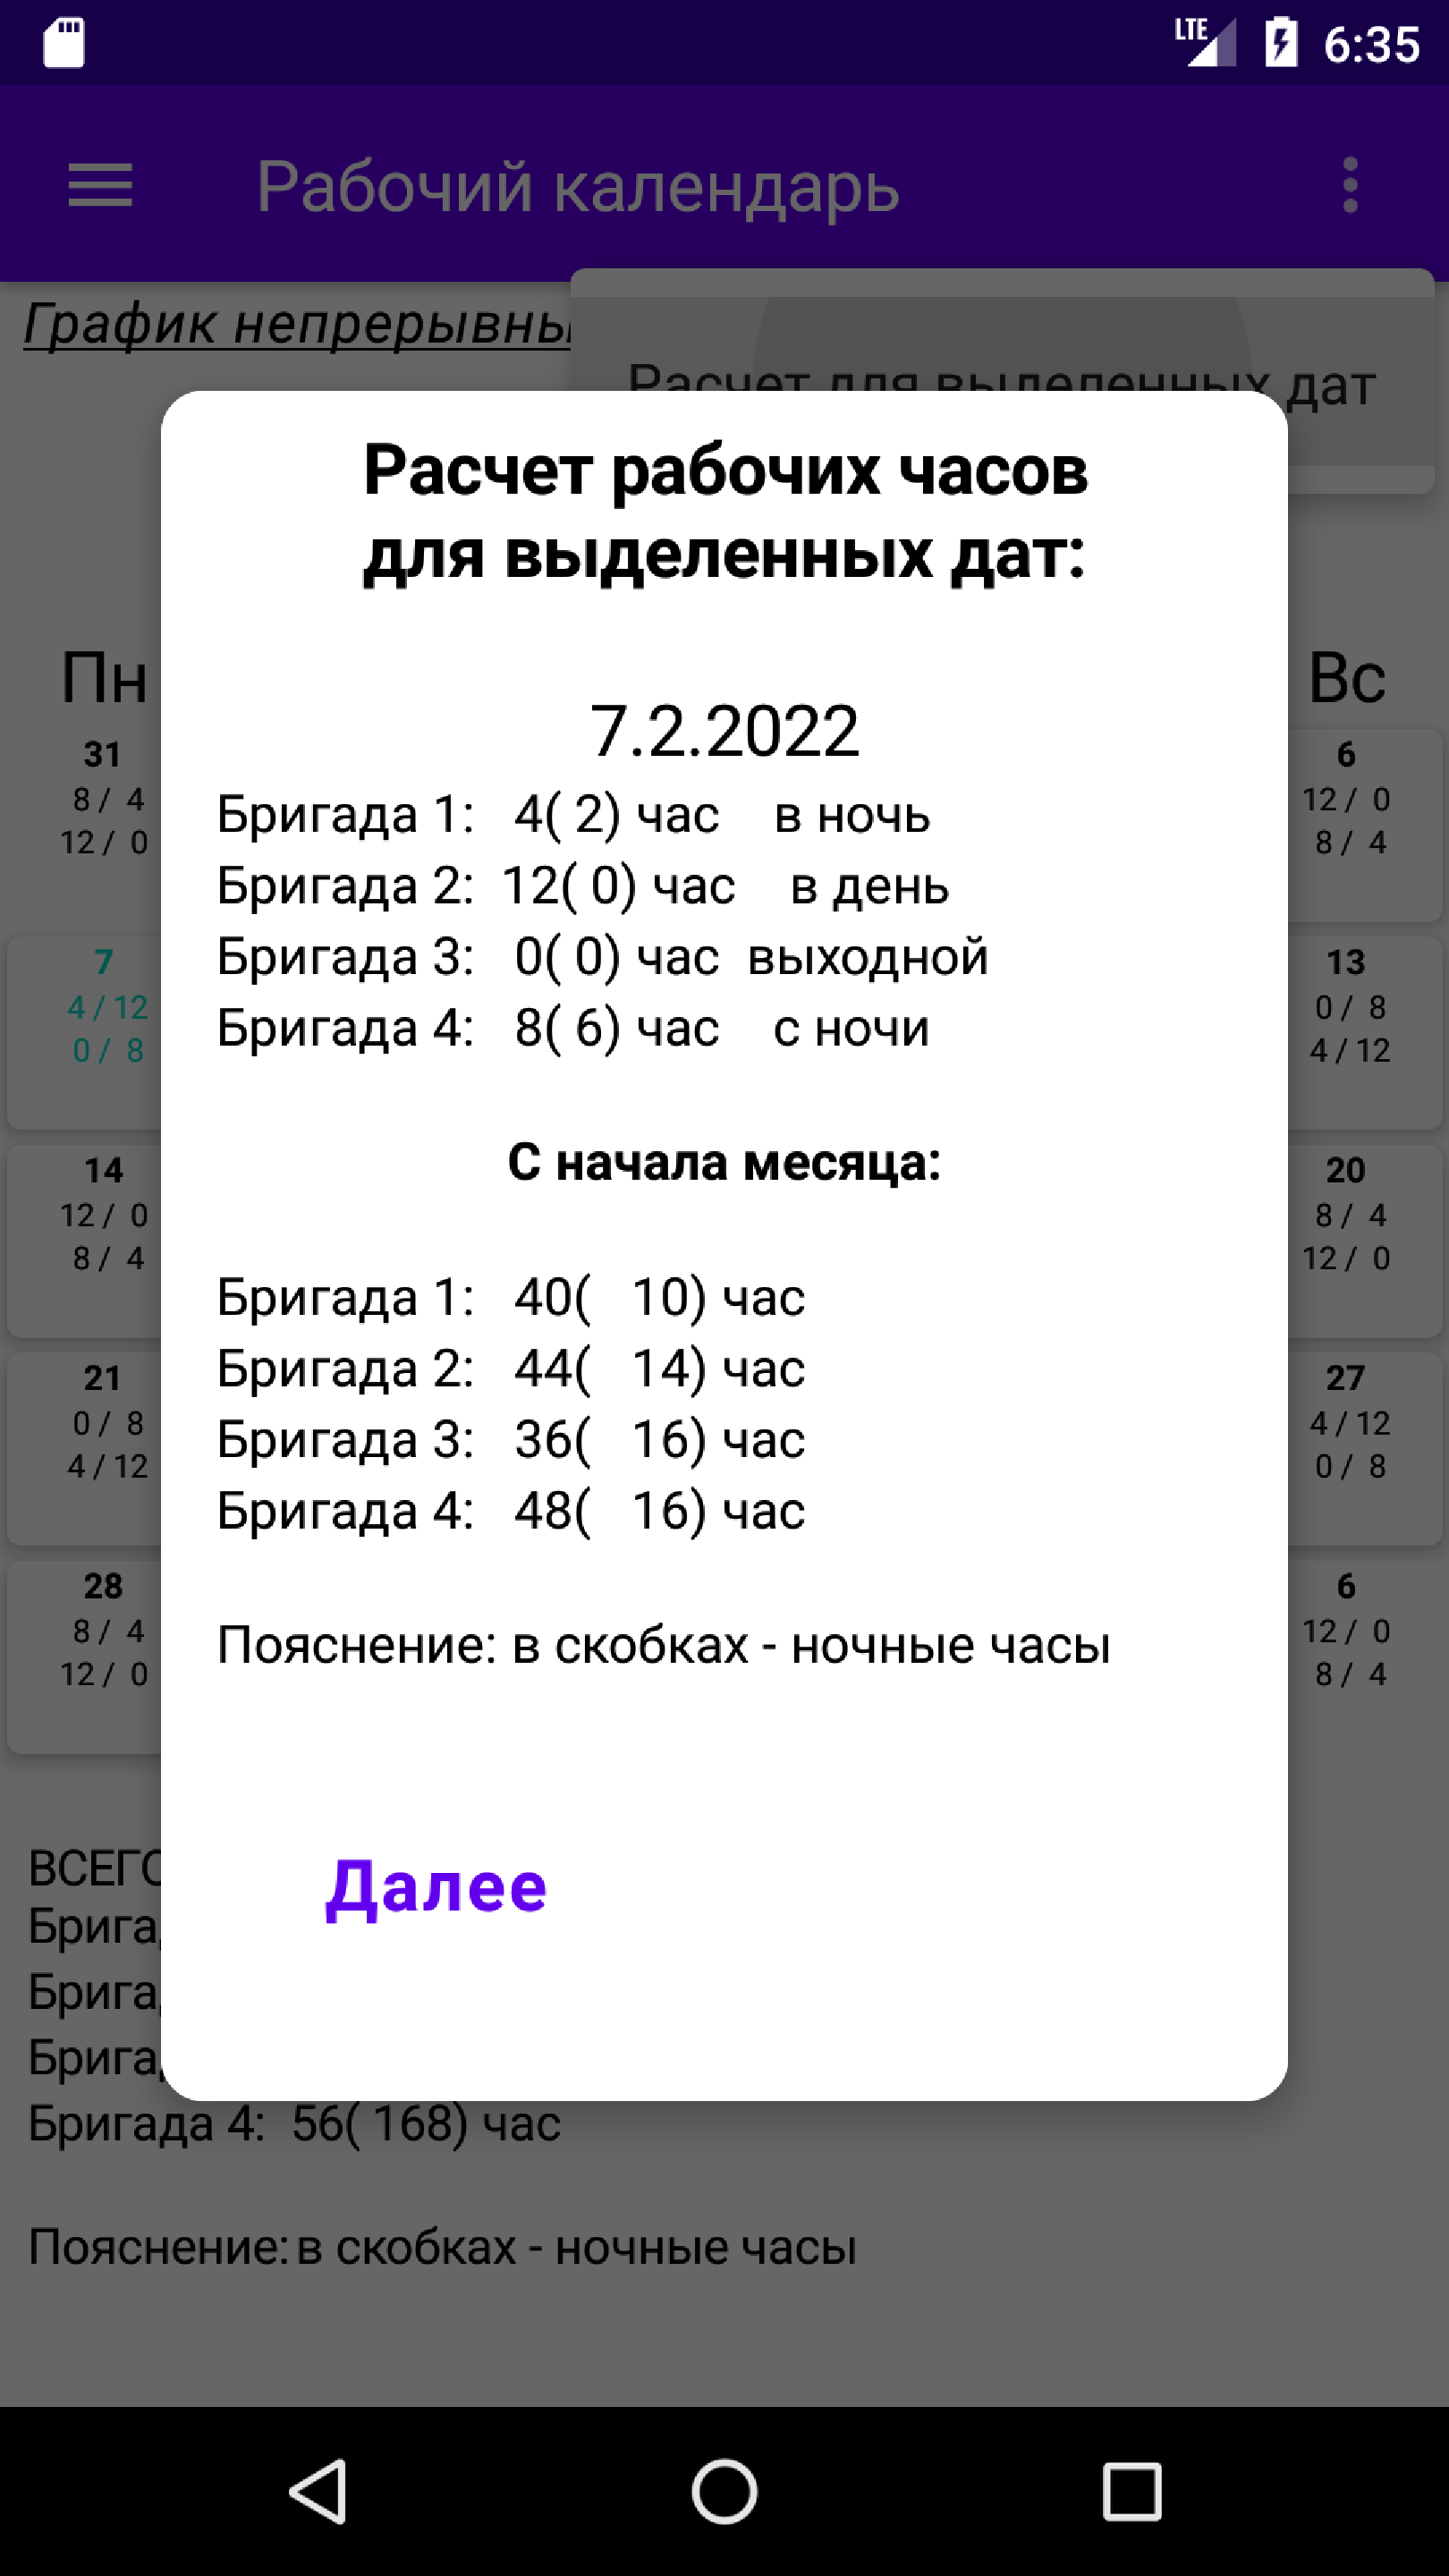 LTE 6:35
Рабочий календарь
График непрерывны
Расчет для выделенных дат
Расчет рабочих часов
для выделенных дат:
Пн Вс
7.2.2022
Бригада 1: 4( 2) час в ночь
Бригада 2: 12( 0) час в день
Бригада 3: 0( 0) час выходной
Бригада 4: 8( 6) час с ночи
С начала месяца:
Бригада 1: 40( 10) час
Бригада 2: 44( 14) час
Бригада 3: 36( 16) час
Бригада 4: 48( 16) час
Пояснение: в скобках - ночные часы
Далее
31
8 / 4
12 / 0
6
12 / 0
8 / 4
7
4 / 12
0 / 8
13
0 / 8
4 / 12
14
12 / 0
8 / 4
20
8 / 4
12 / 0
21
0 / 8
4 / 12
27
4 / 12
0 / 8
28
8 / 4
12 / 0
6
12 / 0
8 / 4
ВСЕГО
Брига
Брига
Брига
Бригада 4: 56( 168) час
Пояснение: в скобках - ночные часы